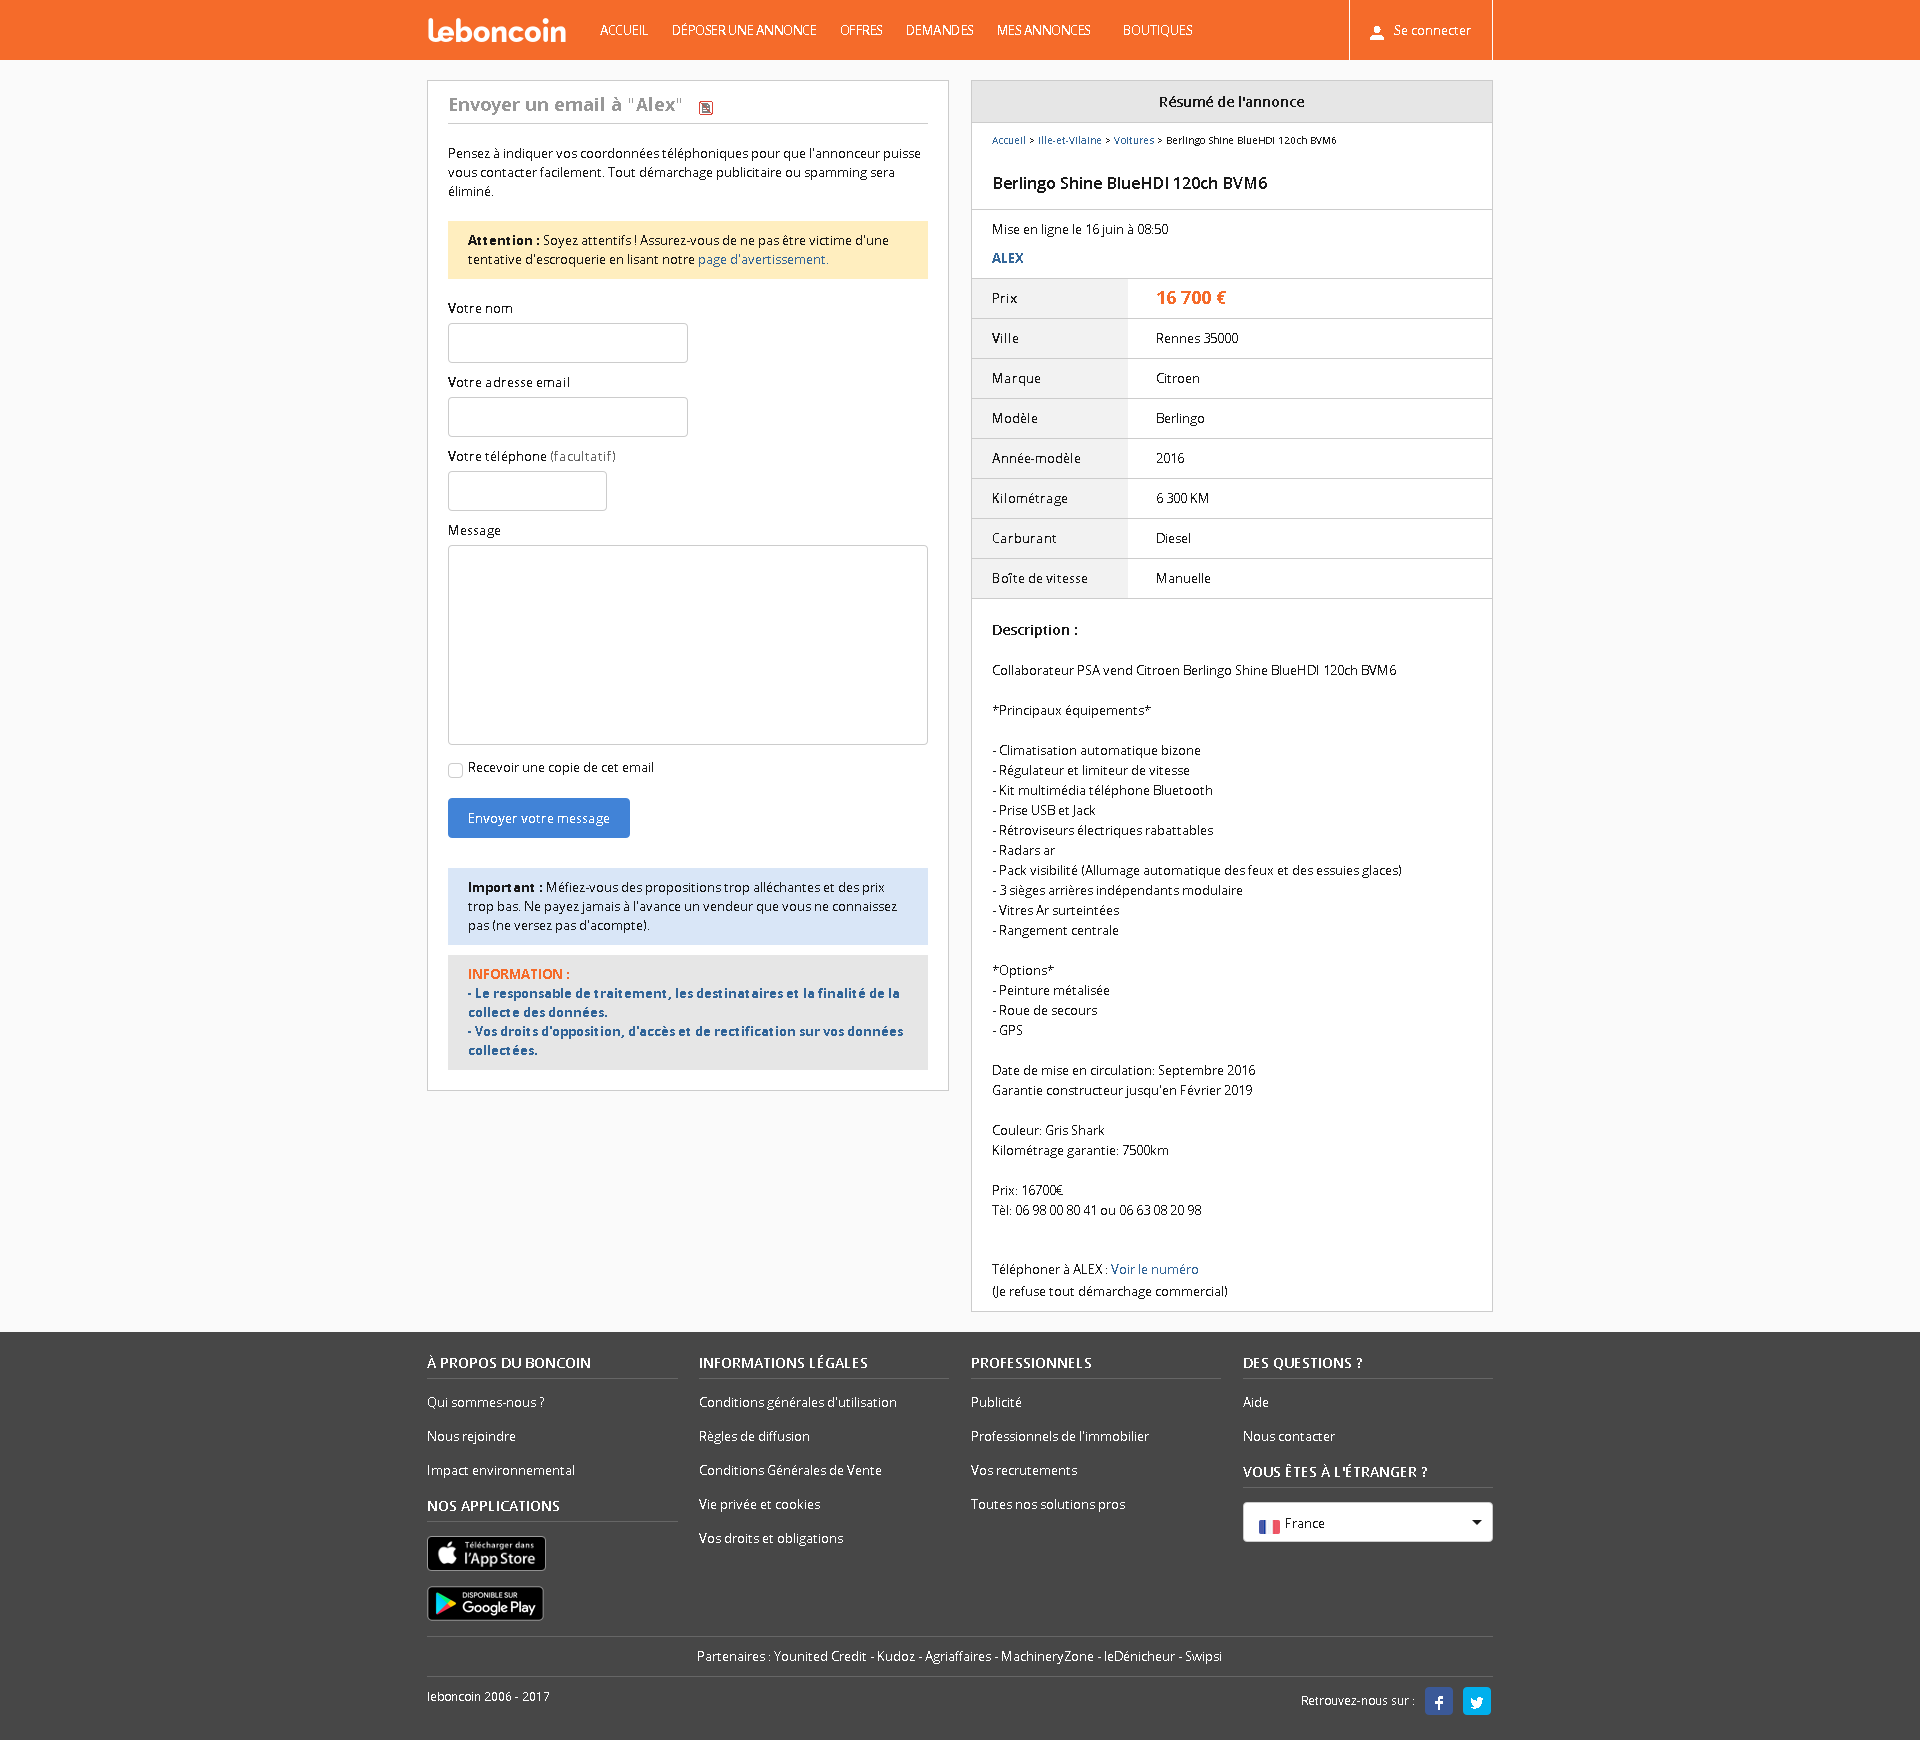 leboncoin
ACCUEIL
DÉPOSER UNE ANNONCE
OFFRES
DEMANDES
MES ANNONCES
BOUTIQUES
Se connecter
Envoyer un email à "Alex"
Pensez à indiquer vos coordonnées téléphoniques pour que l'annonceur puisse
vous contacter facilement. Tout démarchage publicitaire ou spamming sera
éliminé.
Attention : Soyez attentifs ! Assurez-vous de ne pas être victime d'une
tentative d'escroquerie en lisant notre page d'avertissement.
Votre nom
Votre adresse email
Votre téléphone (facultatif)
Message
Recevoir une copie de cet email
Envoyer votre message
Important : Méfiez-vous des propositions trop alléchantes et des prix
trop bas. Ne payez jamais à l'avance un vendeur que vous ne connaissez
pas (ne versez pas d'acompte).
INFORMATION :
- Le responsable de traitement, les destinataires et la finalité de la
collecte des données.
- Vos droits d'opposition, d'accès et de rectification sur vos données
collectées.
Résumé de l'annonce
Accueil > Ille-et-Vilaine > Voitures > Berlingo Shine BlueHDI 120ch BVM6
Berlingo Shine BlueHDI 120ch BVM6
Mise en ligne le 16 juin à 08:50
ALEX
Prix 16 700 €
Ville Rennes 35000
Marque Citroen
Modèle Berlingo
Année-modèle 2016
Kilométrage 6 300 KM
Carburant Diesel
Boîte de vitesse Manuelle
Description :
Collaborateur PSA vend Citroen Berlingo Shine BlueHDI 120ch BVM6
*Principaux équipements*
- Climatisation automatique bizone
- Régulateur et limiteur de vitesse
- Kit multimédia téléphone Bluetooth
- Prise USB et Jack
- Rétroviseurs électriques rabattables
- Radars ar
- Pack visibilité (Allumage automatique des feux et des essuies glaces)
- 3 sièges arrières indépendants modulaire
- Vitres Ar surteintées
- Rangement centrale
*Options*
- Peinture métalisée
- Roue de secours
- GPS
Date de mise en circulation: Septembre 2016
Garantie constructeur jusqu'en Février 2019
Couleur: Gris Shark
Kilométrage garantie: 7500km
Prix: 16700€
Tèl: 06 98 00 80 41 ou 06 63 08 20 98
Téléphoner à ALEX : Voir le numéro
(Je refuse tout démarchage commercial)
À PROPOS DU BONCOIN
Qui sommes-nous ?
Nous rejoindre
Impact environnemental
NOS APPLICATIONS
Télécharger dans
l'App Store
DISPONIBLE SUR
Google Play
INFORMATIONS LÉGALES
Conditions générales d'utilisation
Règles de diffusion
Conditions Générales de Vente
Vie privée et cookies
Vos droits et obligations
PROFESSIONNELS
Publicité
Professionnels de l'immobilier
Vos recrutements
Toutes nos solutions pros
DES QUESTIONS ?
Aide
Nous contacter
VOUS ÊTES À L'ÉTRANGER ?
France
Partenaires : Younited Credit - Kudoz - Agriaffaires - MachineryZone - leDénicheur - Swipsi
leboncoin 2006 - 2017
Retrouvez-nous sur :